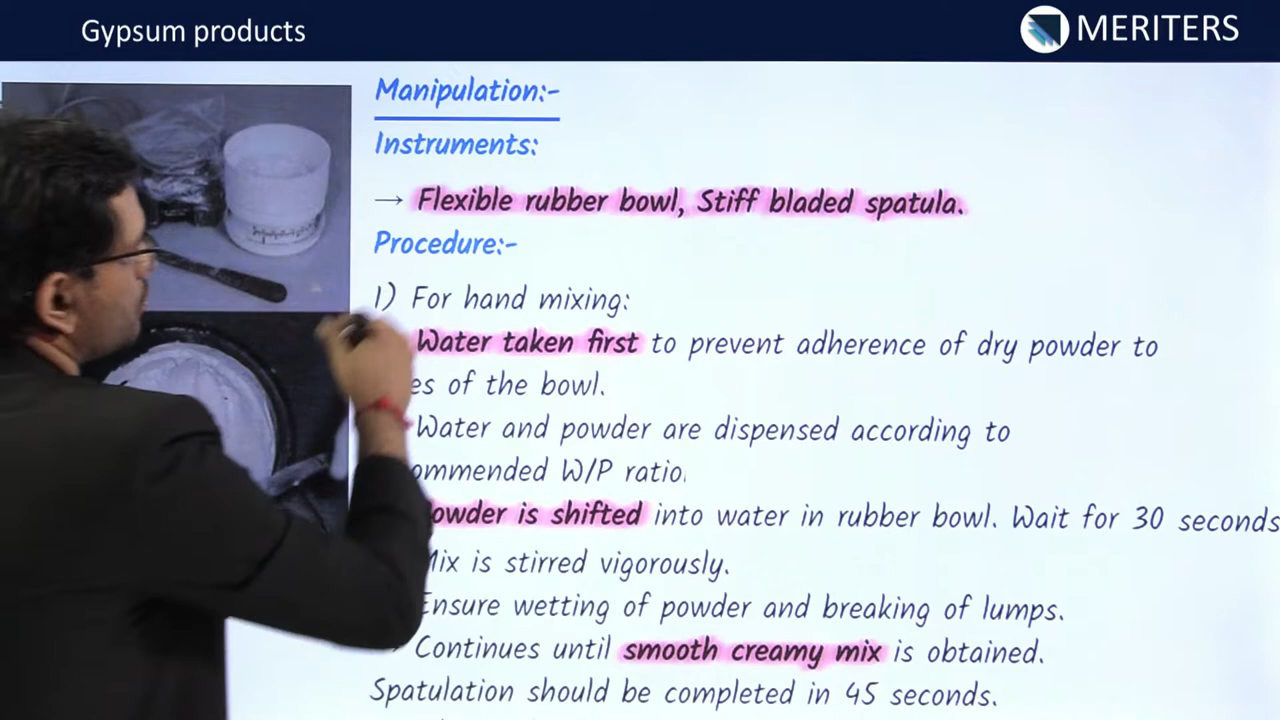 Gypsum products
MERITERS
Manipulation:-
Instruments:
→ Flexible rubber bowl, Stiff bladed spatula.
Procedure:-
1) For hand mixing:
Water taken first to prevent adherence of dry powder to
es of the bowl.
Water and powder are dispensed according to
ommended W/P ratio.
owder is shifted into water in rubber bowl. Wait for 30 seconds
Mix is stirred vigorously.
Ensure wetting of powder and breaking of lumps.
Continues until smooth creamy mix is obtained.
Spatulation should be completed in 45 seconds.